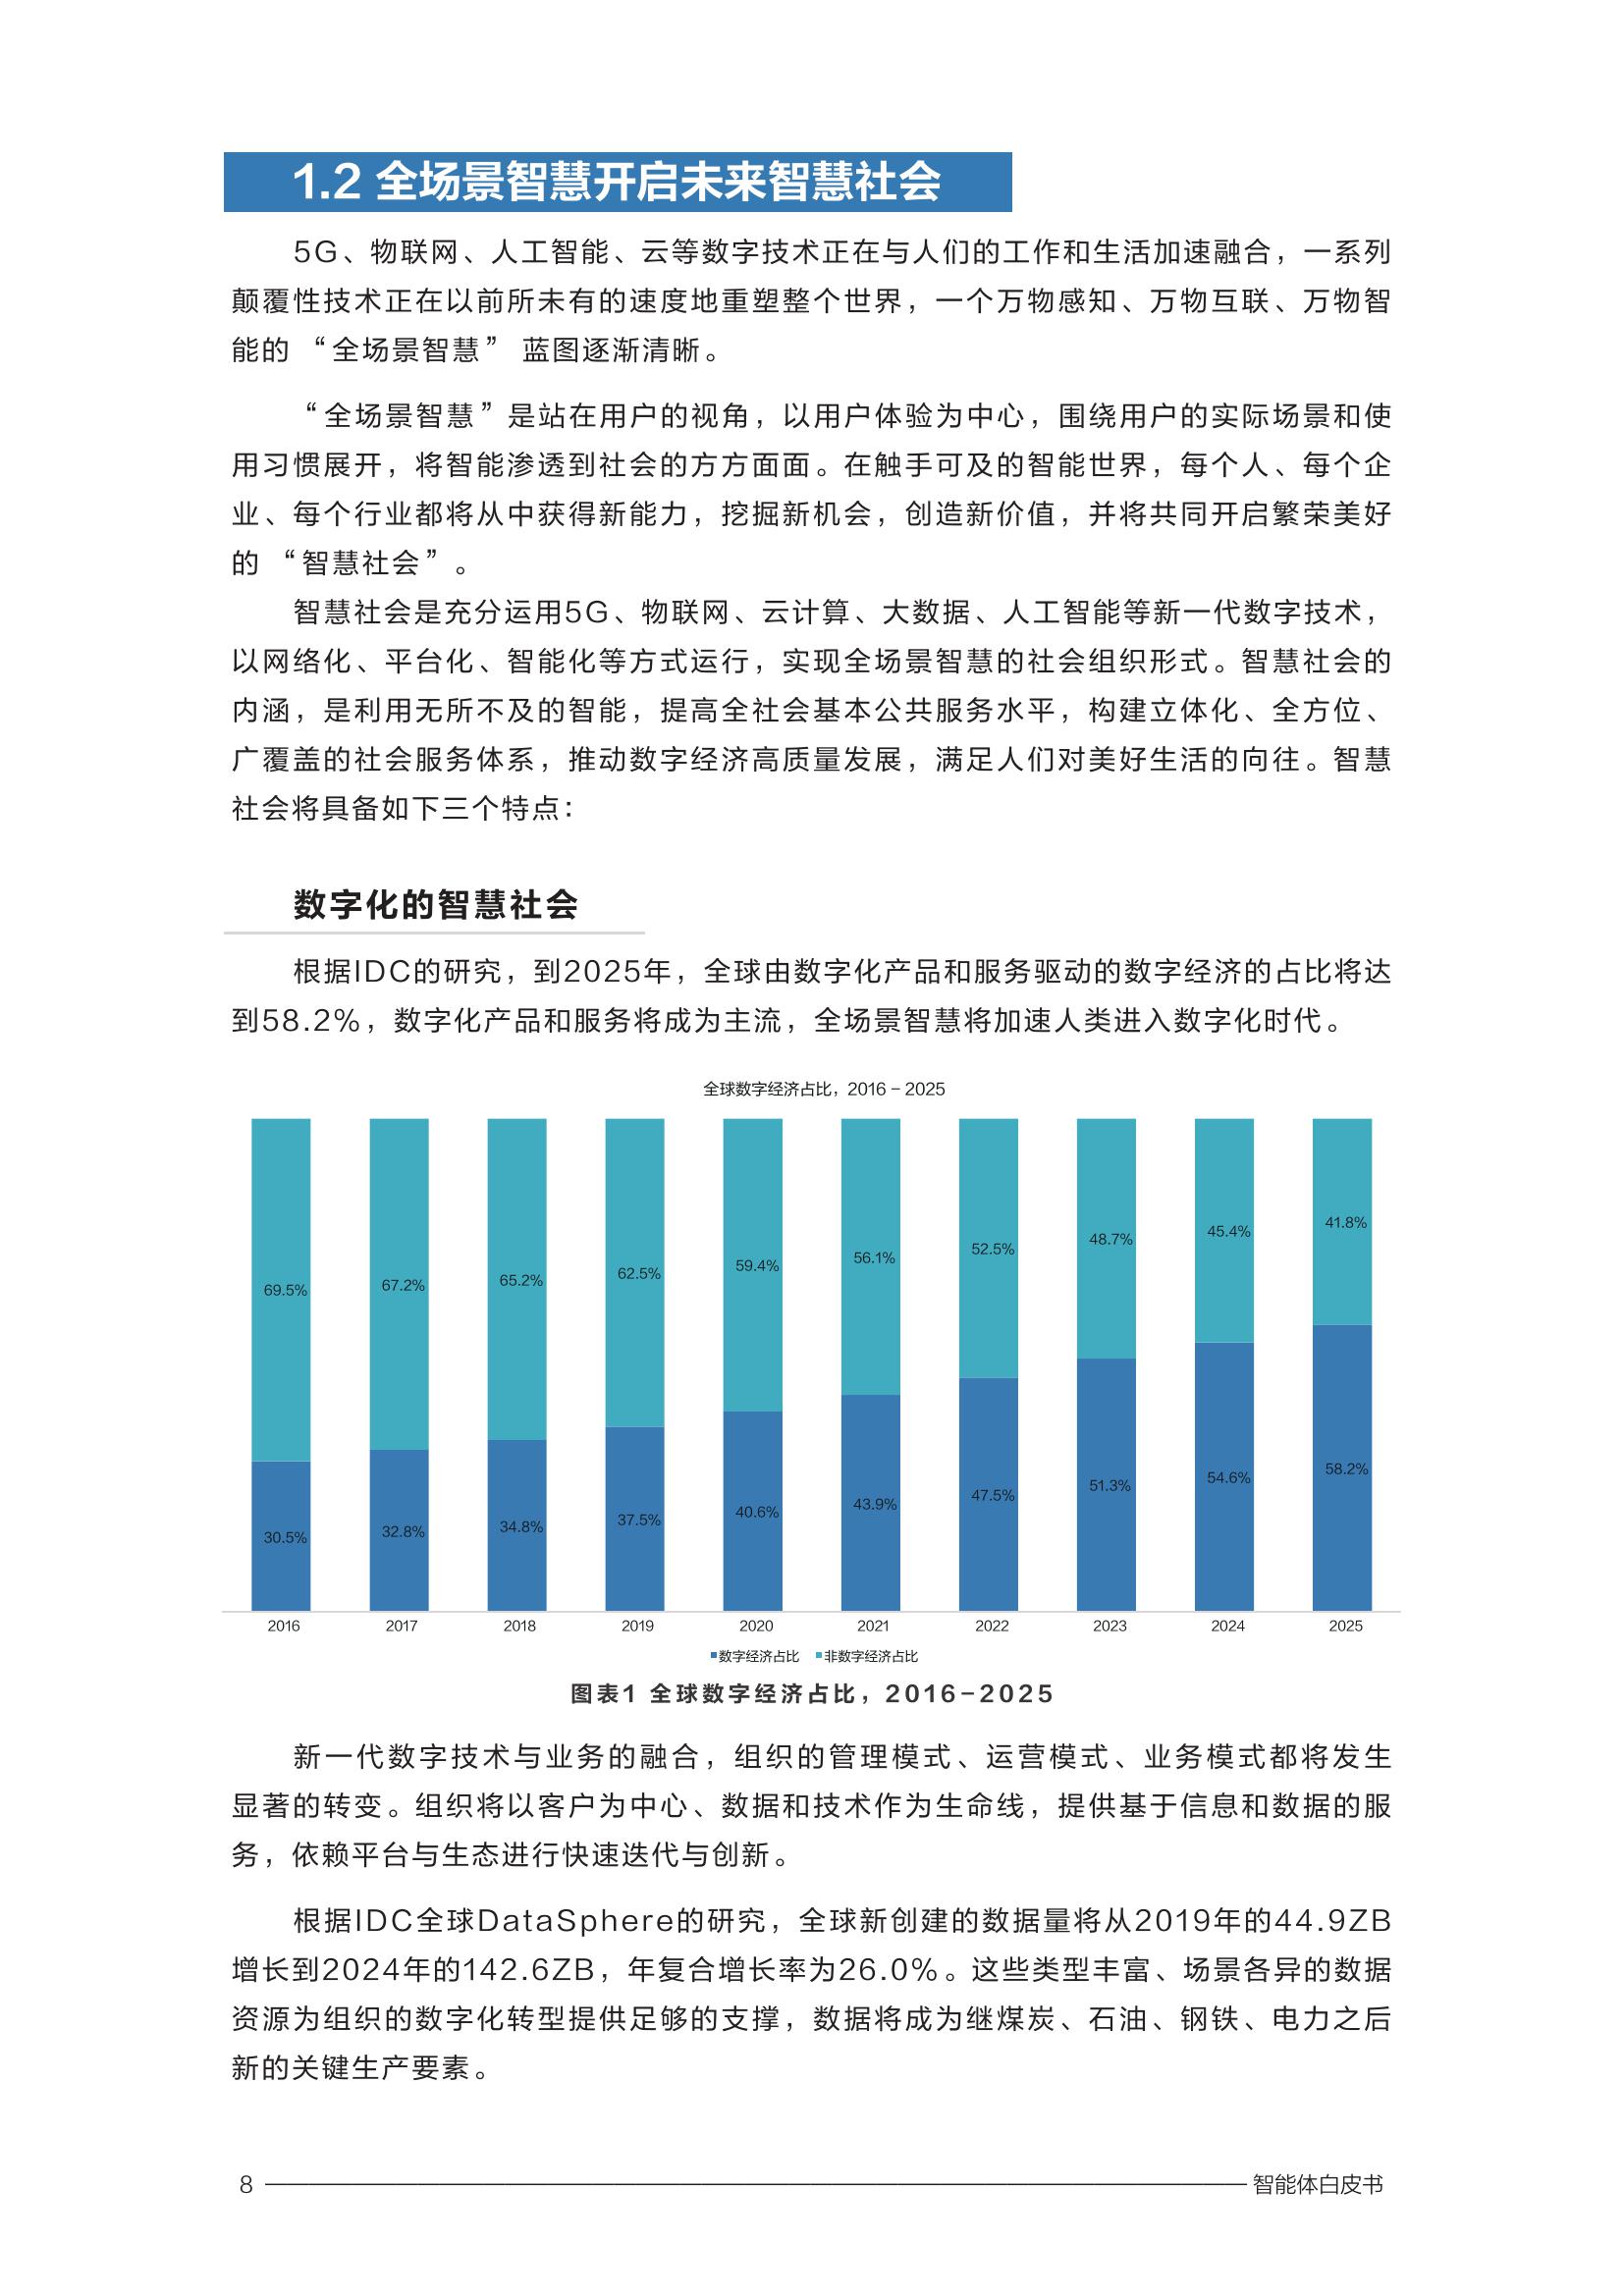 1.2 全场景智慧开启未来智慧社会
5G、物联网、人工智能、云等数字技术正在与人们的工作和生活加速融合，一系列
颠覆性技术正在以前所未有的速度地重塑整个世界，一个万物感知、万物互联、万物智
能的“全场景智慧”蓝图逐渐清晰。
“全场景智慧”是站在用户的视角，以用户体验为中心，围绕用户的实际场景和使
用习惯展开，将智能渗透到社会的方方面面。在触手可及的智能世界，每个人、每个企
业、每个行业都将从中获得新能力，挖掘新机会，创造新价值，并将共同开启繁荣美好
的“智慧社会”。
智慧社会是充分运用5G、物联网、云计算、大数据、人工智能等新一代数字技术，
以网络化、平台化、智能化等方式运行，实现全场景智慧的社会组织形式。智慧社会的
内涵，是利用无所不及的智能，提高全社会基本公共服务水平，构建立体化、全方位、
广覆盖的社会服务体系，推动数字经济高质量发展，满足人们对美好生活的向往。智慧
社会将具备如下三个特点：
数字化的智慧社会
根据IDC的研究，到2025年，全球由数字化产品和服务驱动的数字经济的占比将达
到58.2%，数字化产品和服务将成为主流，全场景智慧将加速人类进入数字化时代。
全球数字经济占比，2016 – 2025
69.5% 67.2% 65.2% 62.5% 59.4% 56.1% 52.5% 48.7% 45.4% 41.8%
30.5% 32.8% 34.8% 37.5% 40.6% 43.9% 47.5% 51.3% 54.6% 58.2%
2016 2017 2018 2019 2020 2021 2022 2023 2024 2025
数字经济占比 非数字经济占比
图表1 全球数字经济占比，2016–2025
新一代数字技术与业务的融合，组织的管理模式、运营模式、业务模式都将发生
显著的转变。组织将以客户为中心、数据和技术作为生命线，提供基于信息和数据的服
务，依赖平台与生态进行快速迭代与创新。
根据IDC全球DataSphere的研究，全球新创建的数据量将从2019年的44.9ZB
增长到2024年的142.6ZB，年复合增长率为26.0%。这些类型丰富、场景各异的数据
资源为组织的数字化转型提供足够的支撑，数据将成为继煤炭、石油、钢铁、电力之后
新的关键生产要素。
8 智能体白皮书